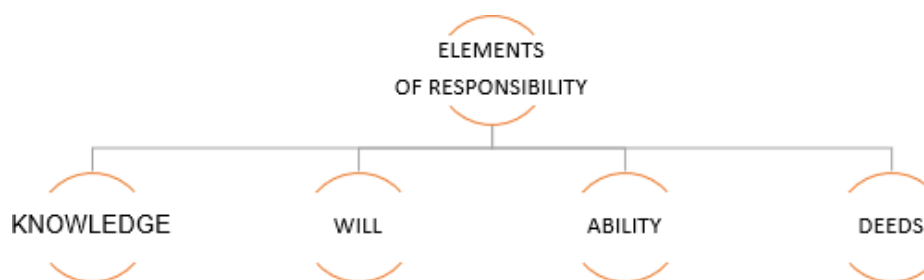 ELEMENTS
OF RESPONSIBILITY
KNOWLEDGE
WILL
ABILITY
DEEDS